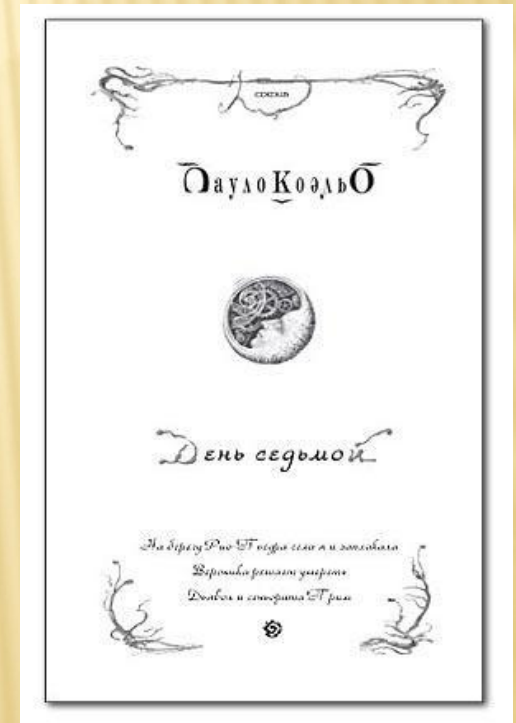 Пауло Коэльо
День седьмой
На берегу Рио-Пьедра села я и заплакала
Вероника решает умереть
Дьявол и сеньорита Прим